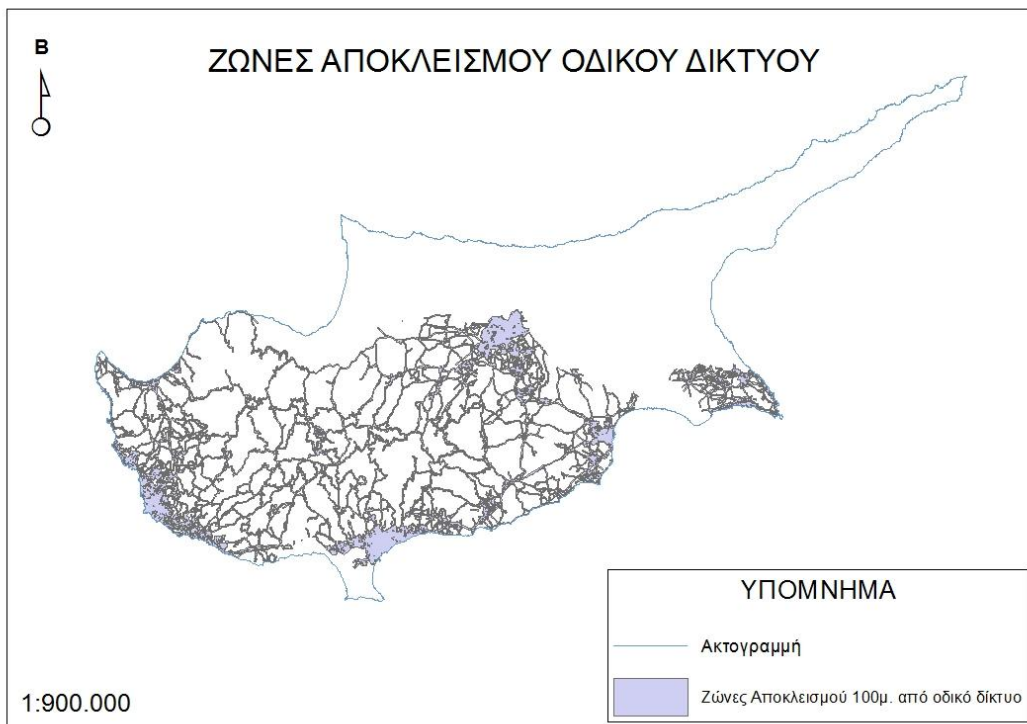 Β
ΖΩΝΕΣ ΑΠΟΚΛΕΙΣΜΟΥ ΟΔΙΚΟΥ ΔΙΚΤΥΟΥ
ΥΠΟΜΝΗΜΑ
Ακτογραμμή
Ζώνες Αποκλεισμού 100μ. από οδικό δίκτυο
1:900.000